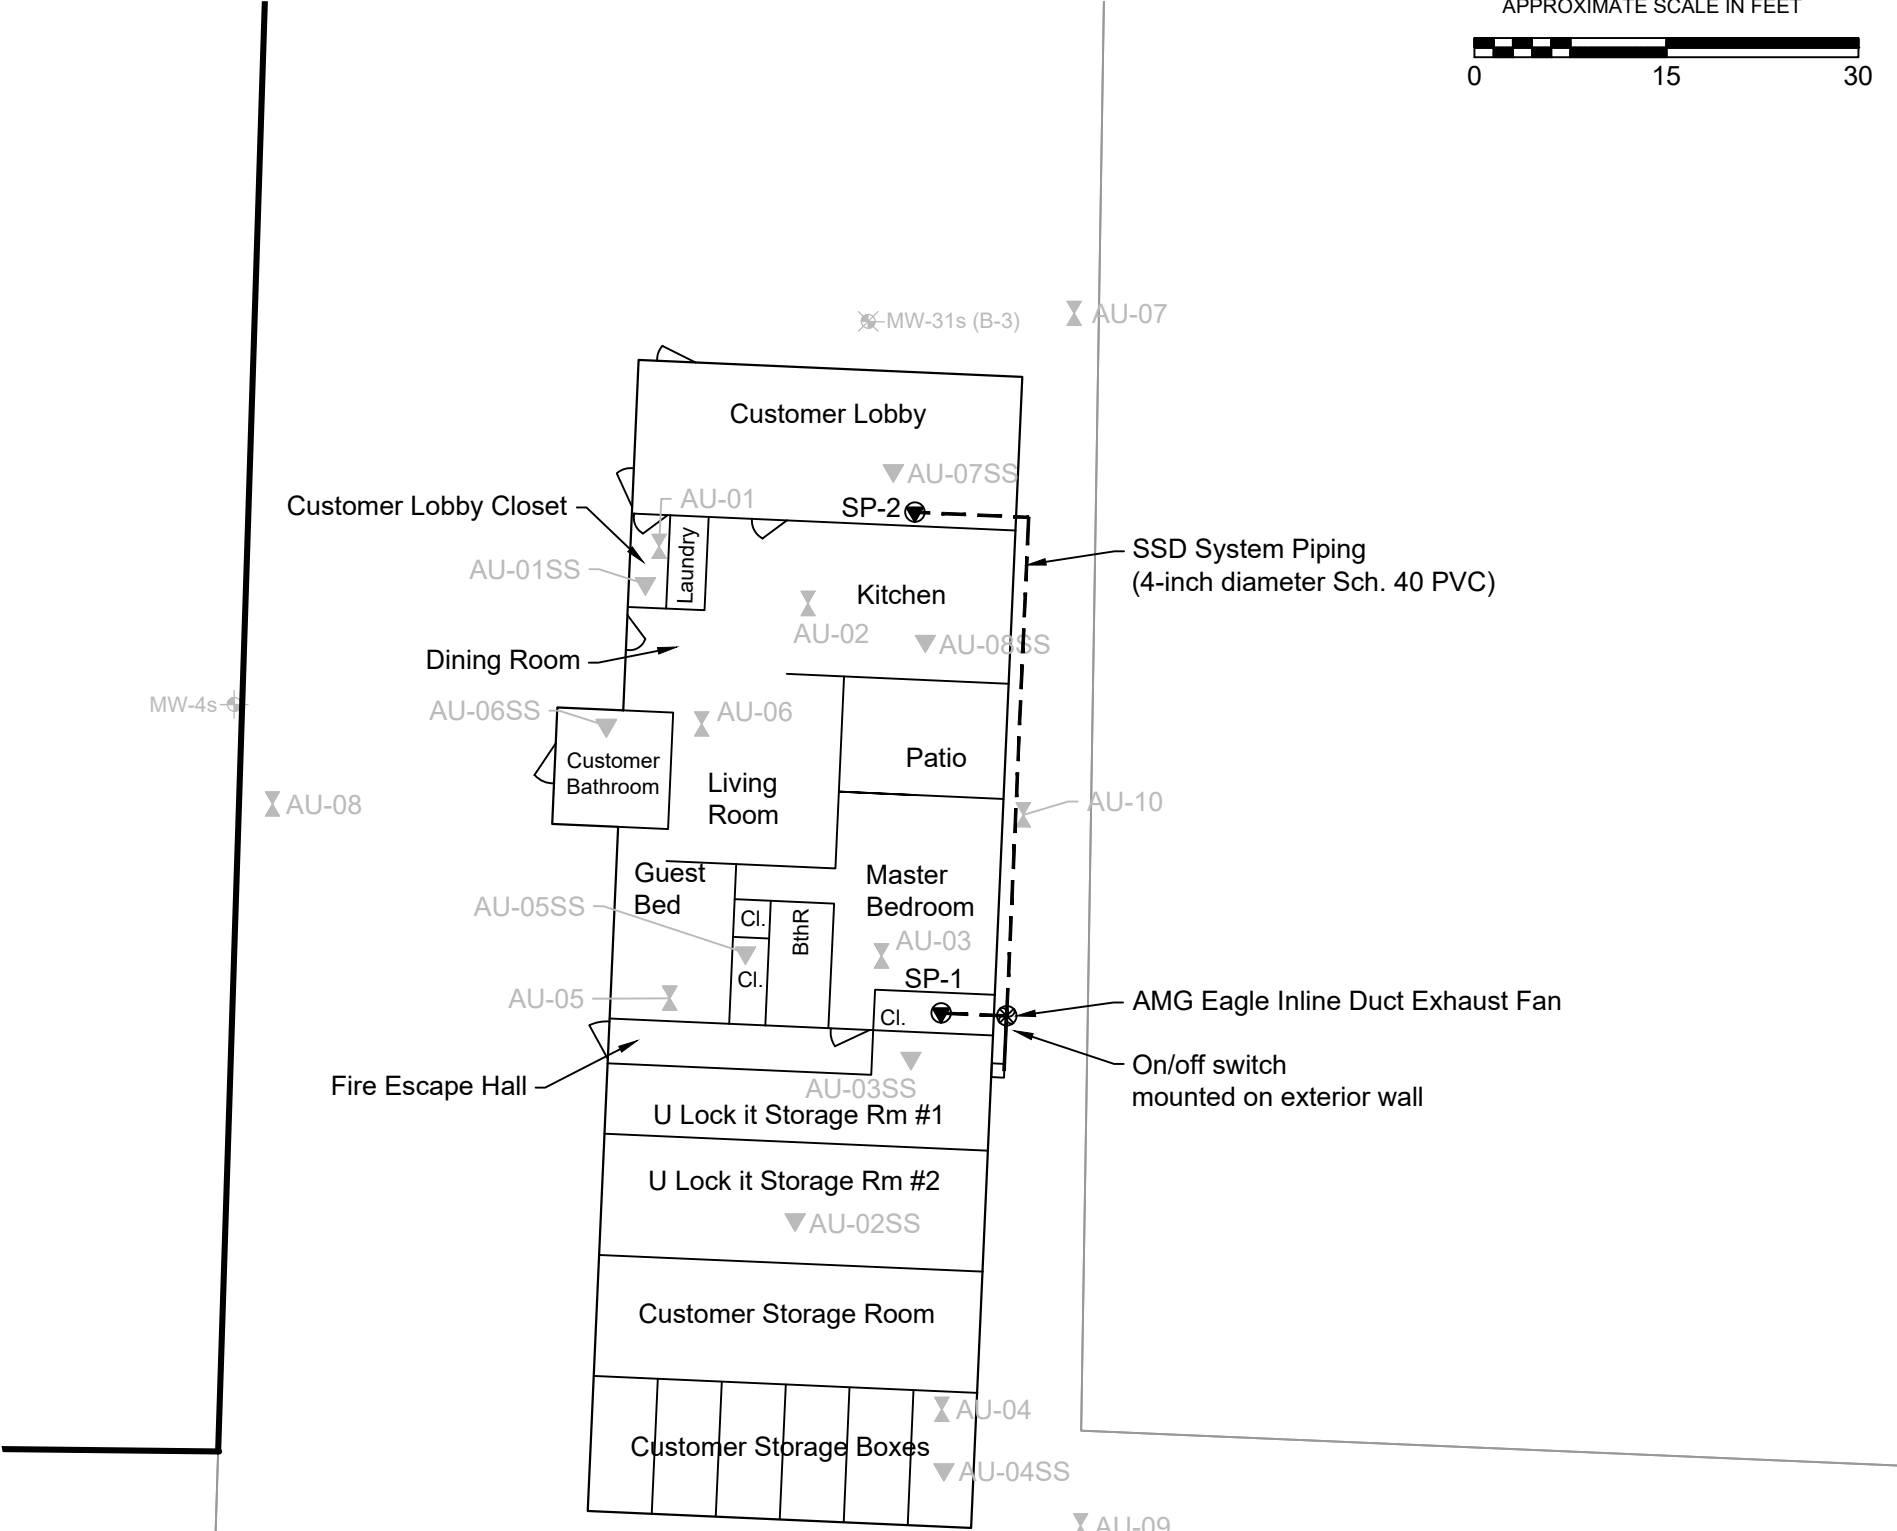 APPROXIMATE SCALE IN FEET
0 15 30
AU-07
MW-31s (B-3)
Customer Lobby
AU-07SS
AU-01
Customer Lobby Closet
SP-2
Laundry
AU-01SS
SSD System Piping
(4-inch diameter Sch. 40 PVC)
Kitchen
AU-02
AU-08SS
Dining Room
MW-4s
AU-06SS
AU-06
Customer
Bathroom
Patio
Living
Room
AU-08
AU-10
Guest
Bed
Master
Bedroom
AU-05SS
Cl.
BthR
AU-03
Cl.
SP-1
AU-05
Cl.
AMG Eagle Inline Duct Exhaust Fan
On/off switch
mounted on exterior wall
Fire Escape Hall
AU-03SS
U Lock it Storage Rm #1
U Lock it Storage Rm #2
AU-02SS
Customer Storage Room
AU-04
Customer Storage Boxes
AU-04SS
AU-09